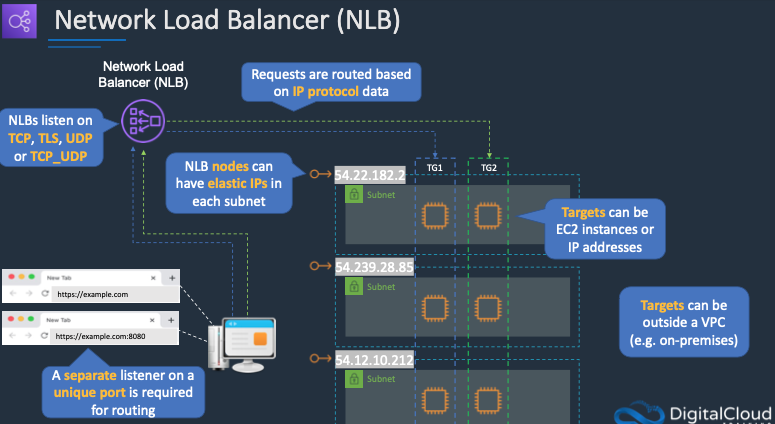 Network Load Balancer (NLB)
Network Load
Balancer (NLB)
Requests are routed based
on IP protocol data
NLBs listen on
TCP, TLS, UDP
or TCP_UDP
NLB nodes can
have elastic IPs in
each subnet
TG1
TG2
54.22.182.2
Subnet
Targets can be
EC2 instances or
IP addresses
54.239.28.85
Subnet
Targets can be
outside a VPC
(e.g. on-premises)
New Tab
https://example.com
New Tab
https://example.com:8080
54.12.10.212
Subnet
A separate listener on a
unique port is required
for routing
DigitalCloud